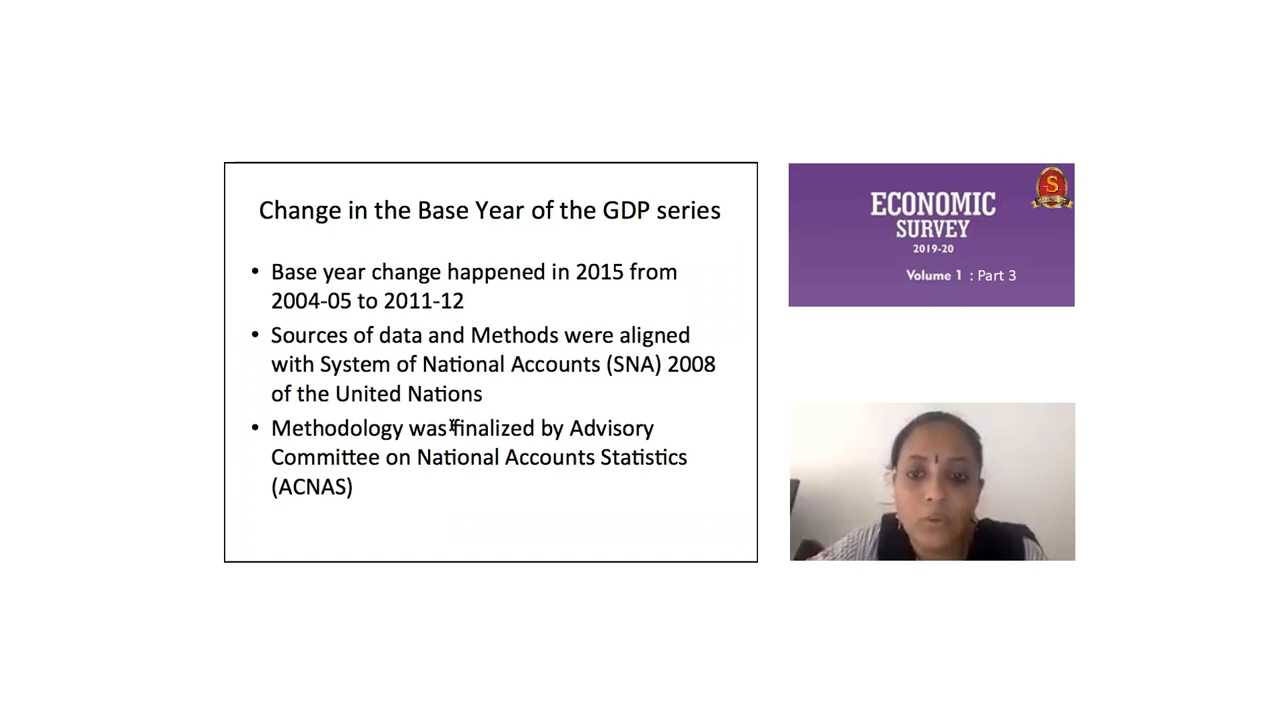 Change in the Base Year of the GDP series
• Base year change happened in 2015 from
2004-05 to 2011-12
• Sources of data and Methods were aligned
with System of National Accounts (SNA) 2008
of the United Nations
• Methodology was finalized by Advisory
Committee on National Accounts Statistics
(ACNAS)
S
ECONOMIC
SURVEY
2019-20
Volume 1 : Part 3